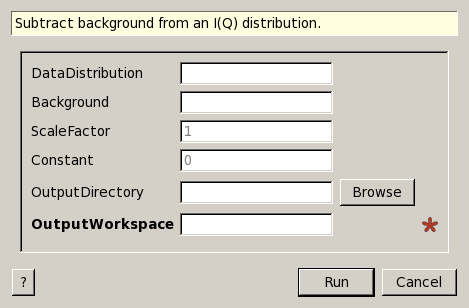 Subtract background from an I(Q) distribution.
DataDistribution
Background
ScaleFactor 1
Constant 0
OutputDirectory Browse
OutputWorkspace *
? Run Cancel